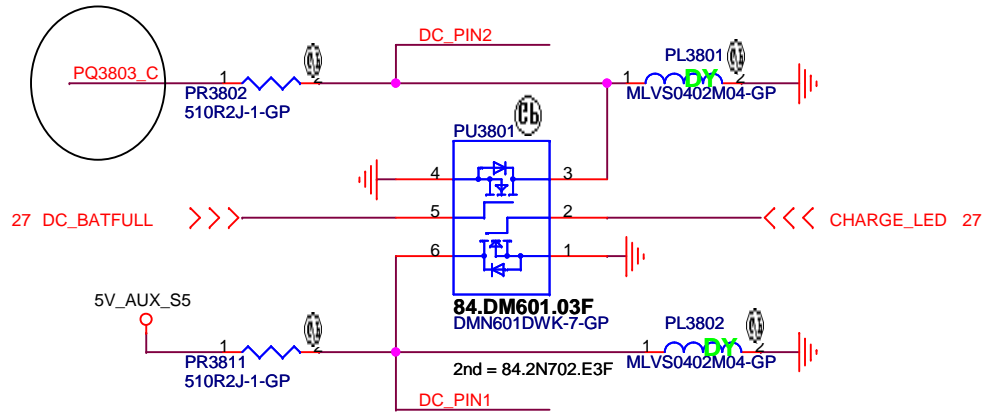 DC_PIN2
PQ3803_C
1
2
PR3802
510R2J-1-GP
PL3801
1
DY
2
MLVS0402M04-GP
PU3801
4
3
27 DC_BATFULL
5
2
CHARGE_LED 27
6
1
5V_AUX_S5
84.DM601.03F
DMN601DWK-7-GP
1
2
PR3811
510R2J-1-GP
PL3802
1
DY
2
MLVS0402M04-GP
2nd = 84.2N702.E3F
DC_PIN1